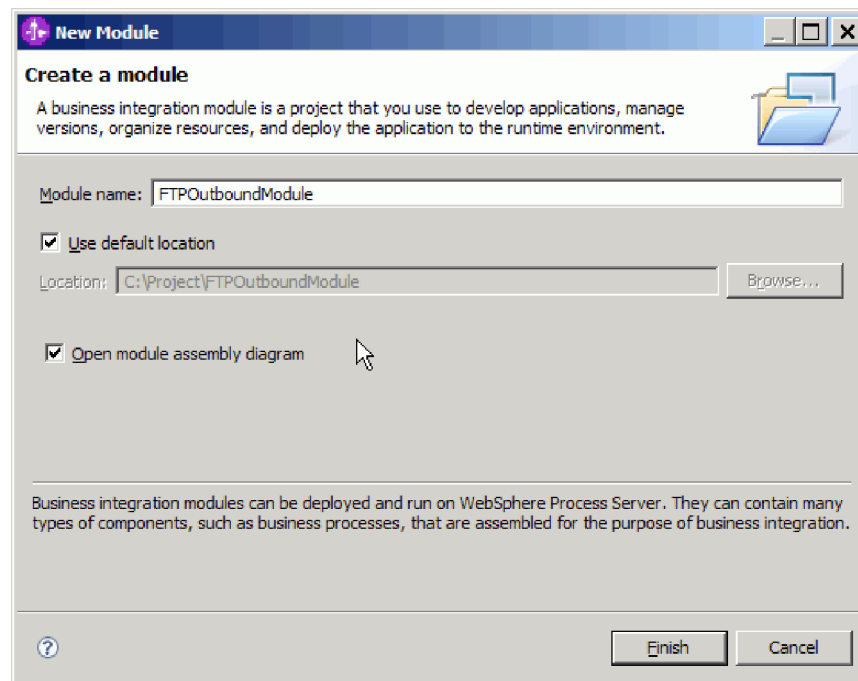 New Module
Create a module
A business integration module is a project that you use to develop applications, manage
versions, organize resources, and deploy the application to the runtime environment.
Module name: FTPOutboundModule
Use default location
Location: C:\Project\FTPOutboundModule Browse...
Open module assembly diagram
Business integration modules can be deployed and run on WebSphere Process Server. They can contain many
types of components, such as business processes, that are assembled for the purpose of business integration.
? Finish Cancel